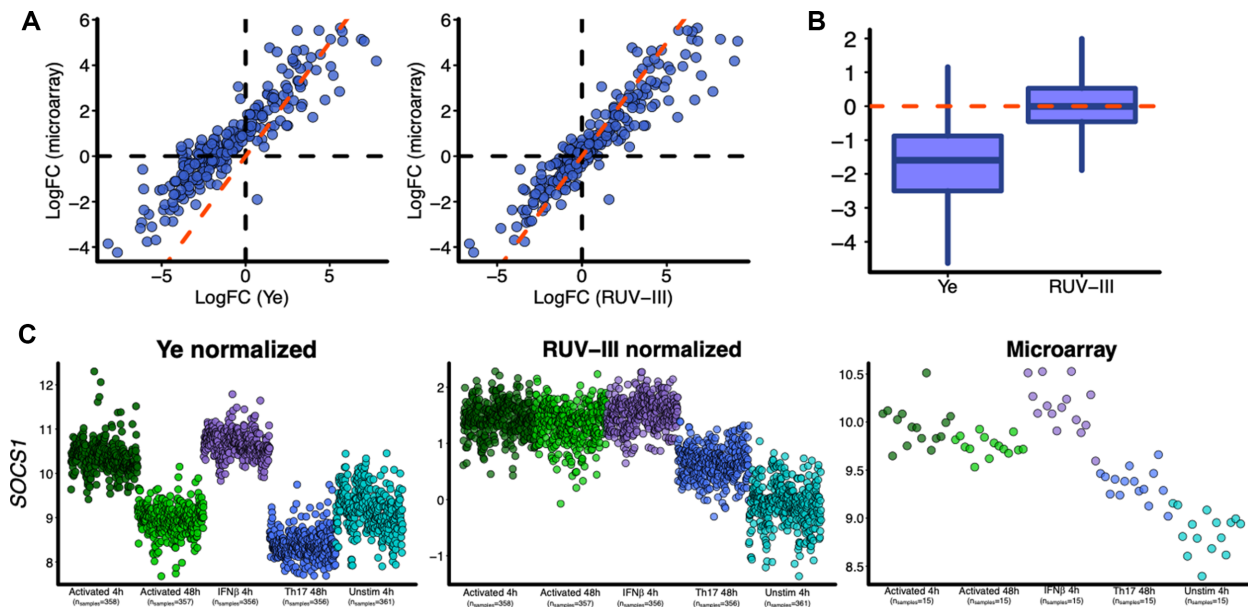 A
6
4
2
0
−2
−4
LogFC (microarray)
−5
0
5
LogFC (Ye)
6
4
2
0
−2
−4
LogFC (microarray)
−5
0
5
LogFC (RUV−III)
B
2
1
0
−1
−2
−3
−4
Ye
RUV−III
C
Ye normalized
SOCS1
12
11
10
9
8
Activated 4h
Activated 48h
IFNβ 4h
Th17 48h
Unstim 4h
(nsamples=358)
(nsamples=357)
(nsamples=356)
(nsamples=356)
(nsamples=361)
RUV−III normalized
2
1
0
−1
Activated 4h
Activated 48h
IFNβ 4h
Th17 48h
Unstim 4h
(nsamples=358)
(nsamples=357)
(nsamples=356)
(nsamples=356)
(nsamples=361)
Microarray
10.5
10.0
9.5
9.0
8.5
Activated 4h
Activated 48h
IFNβ 4h
Th17 48h
Unstim 4h
(nsamples=15)
(nsamples=15)
(nsamples=15)
(nsamples=15)
(nsamples=15)